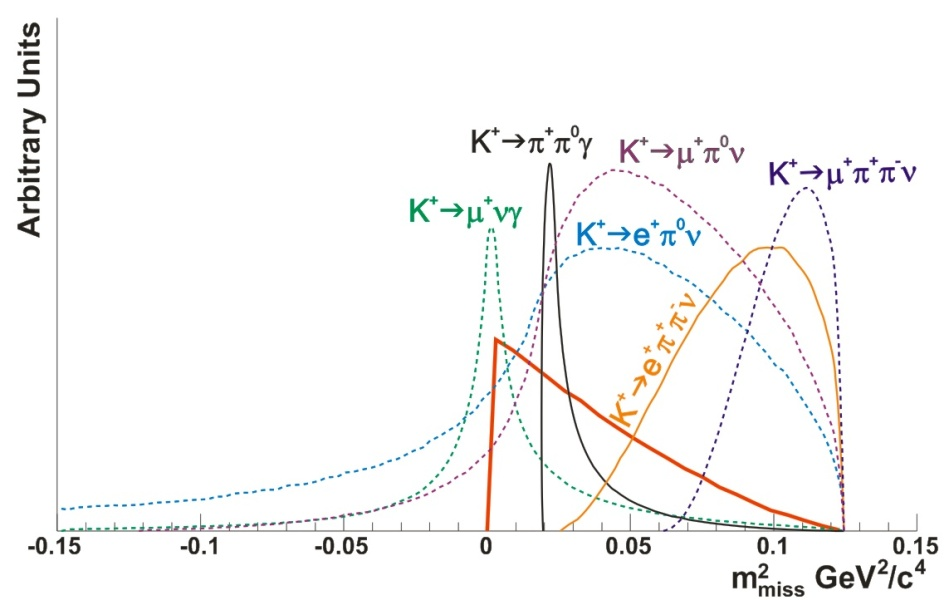 Arbitrary Units
K⁺→π⁺π⁰γ
K⁺→μ⁺π⁰ν
K⁺→μ⁺π⁺π⁻ν
K⁺→μ⁺νγ
K⁺→e⁺π⁰ν
K⁺→e⁺π⁺π⁻ν
-0.15 -0.1 -0.05 0 0.05 0.1 0.15
m²miss GeV²/c⁴